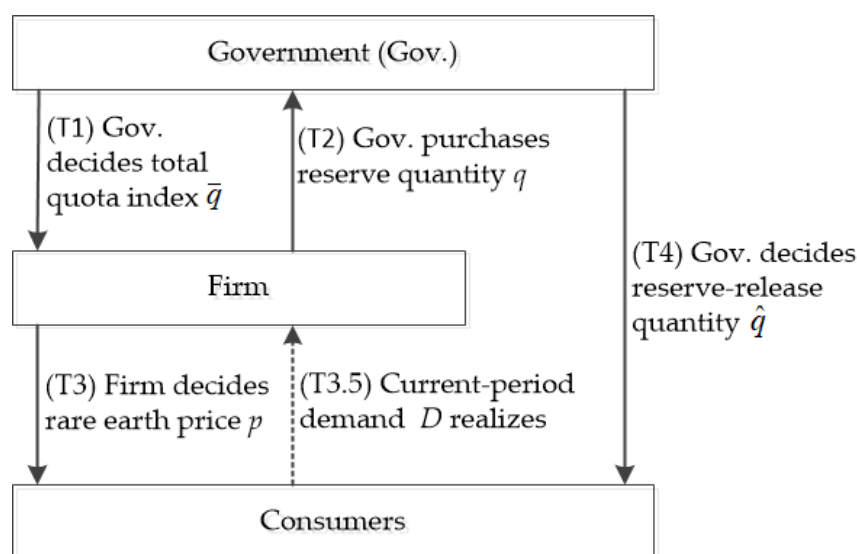 Government (Gov.)
(T1) Gov.
decides total
quota index q̅
(T2) Gov. purchases
reserve quantity q
(T4) Gov. decides
reserve-release
quantity q̂
Firm
(T3) Firm decides
rare earth price p
(T3.5) Current-period
demand D realizes
Consumers